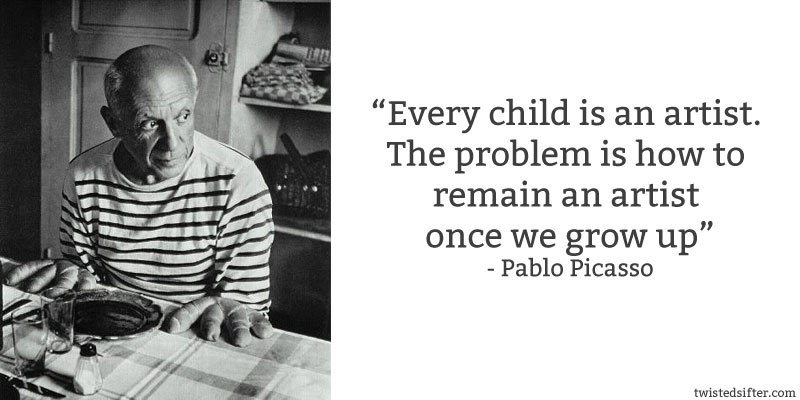 “Every child is an artist.
The problem is how to
remain an artist
once we grow up”
- Pablo Picasso
twistedsifter.com